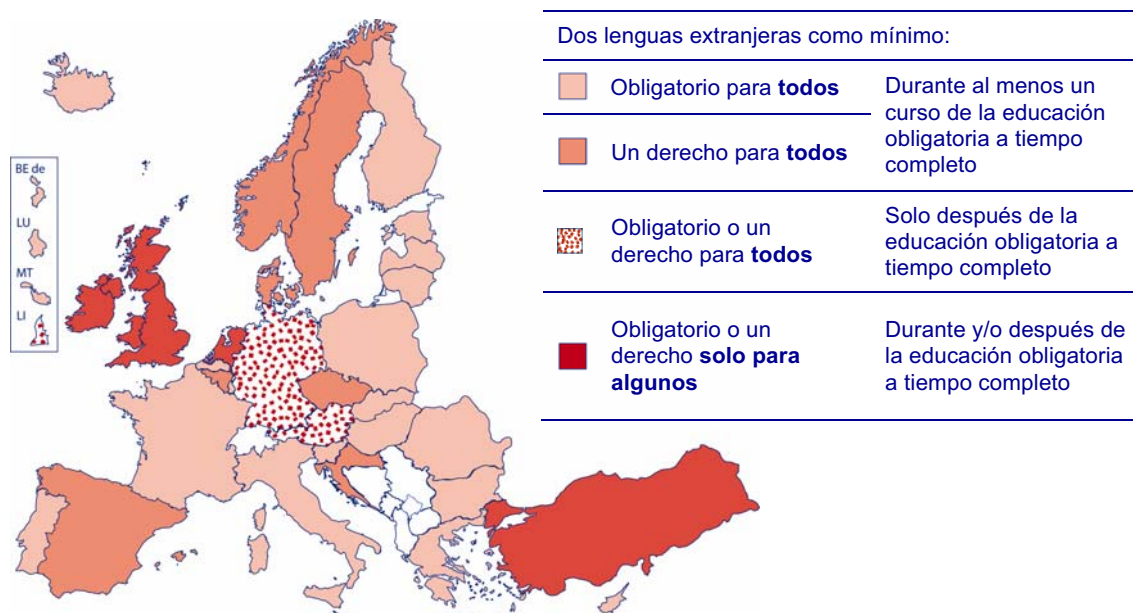 Dos lenguas extranjeras como mínimo:
Obligatorio para todos
Un derecho para todos
Durante al menos un
curso de la educación
obligatoria a tiempo
completo
Obligatorio o un
derecho para todos
Solo después de la
educación obligatoria a
tiempo completo
Obligatorio o un
derecho solo para
algunos
Durante y/o después de
la educación obligatoria
a tiempo completo
BE de
LU
MT
LI